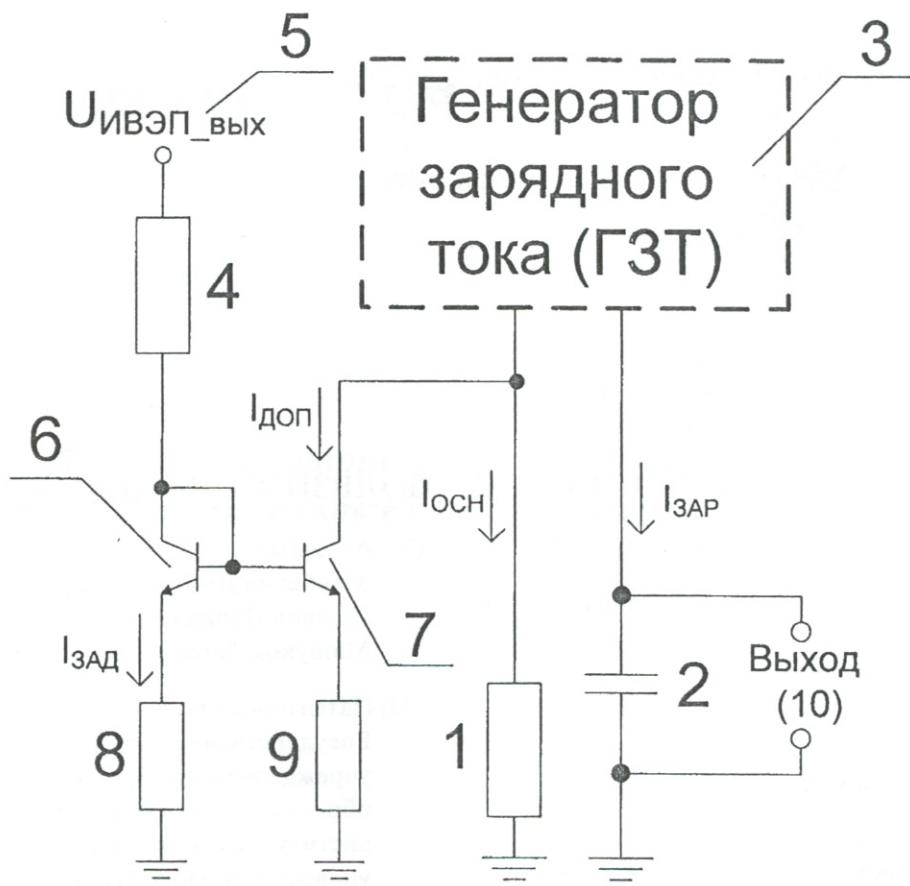 5
3
UИВЭП_вых
Генератор
зарядного
тока (ГЗТ)
4
6
IДОП
IОСН
IЗАР
7
IЗАД
8
9
1
2
Выход
(10)